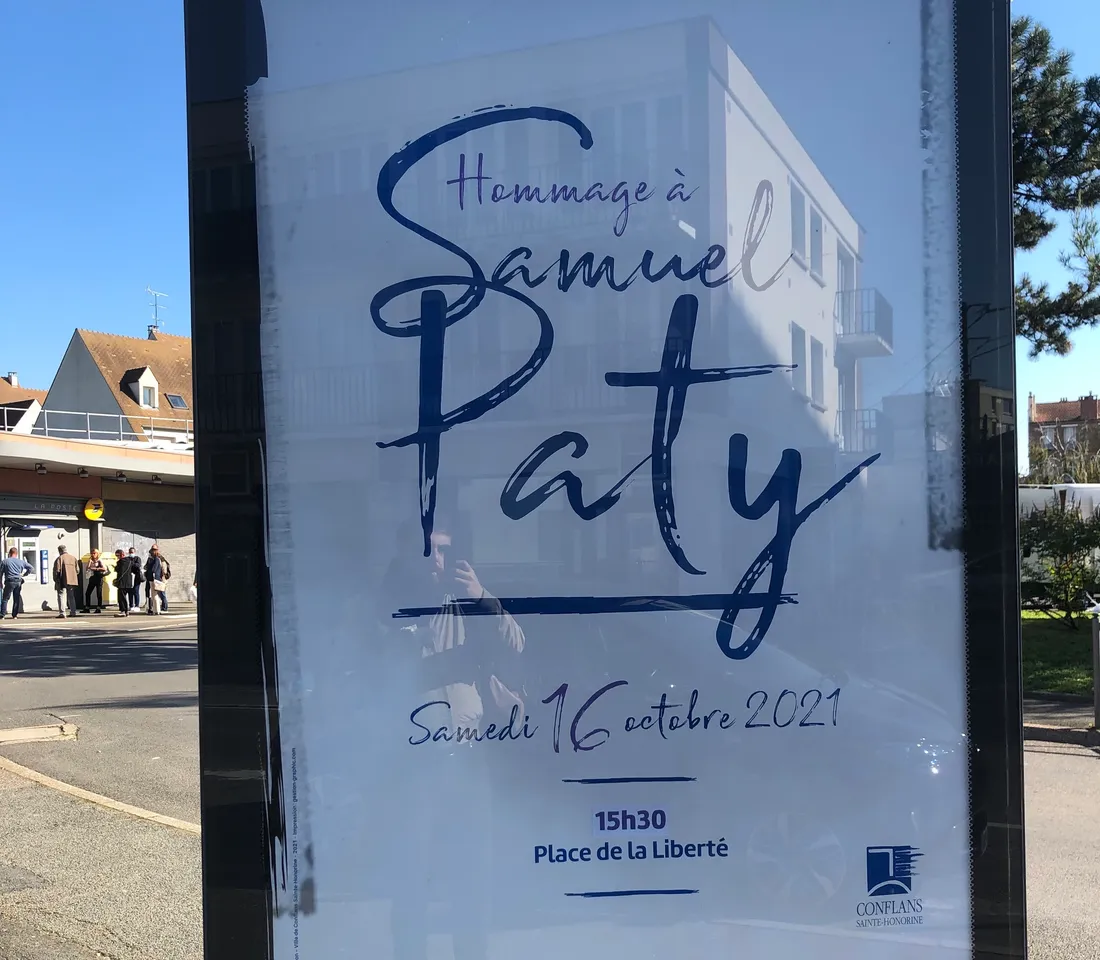 Hommage à
Samuel
Paty
Samedi 16 octobre 2021
15h30
Place de la Liberté
CONFLANS
SAINTE-HONORINE
LA POSTE